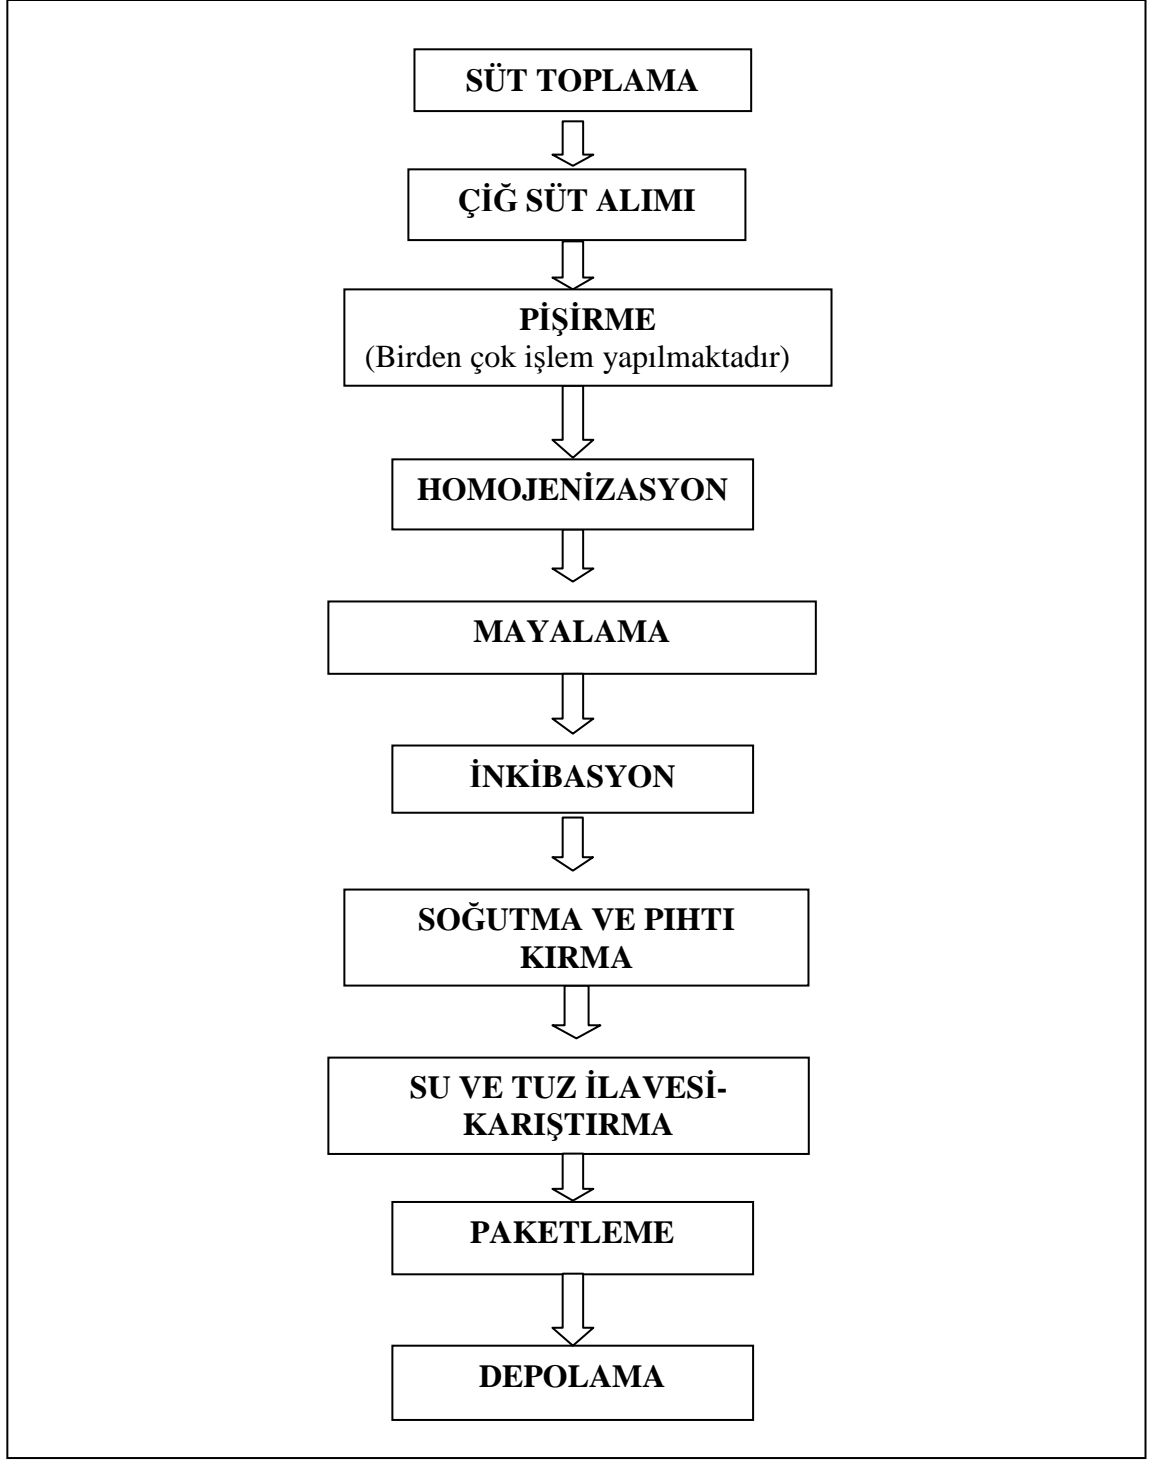 SÜT TOPLAMA
ÇİĞ SÜT ALIMI
PİŞİRME
(Birden çok işlem yapılmaktadır)
HOMOJENİZASYON
MAYALAMA
İNKİBASYON
SOĞUTMA VE PIHTI
KIRMA
SU VE TUZ İLAVESİ-
KARIŞTIRMA
PAKETLEME
DEPOLAMA